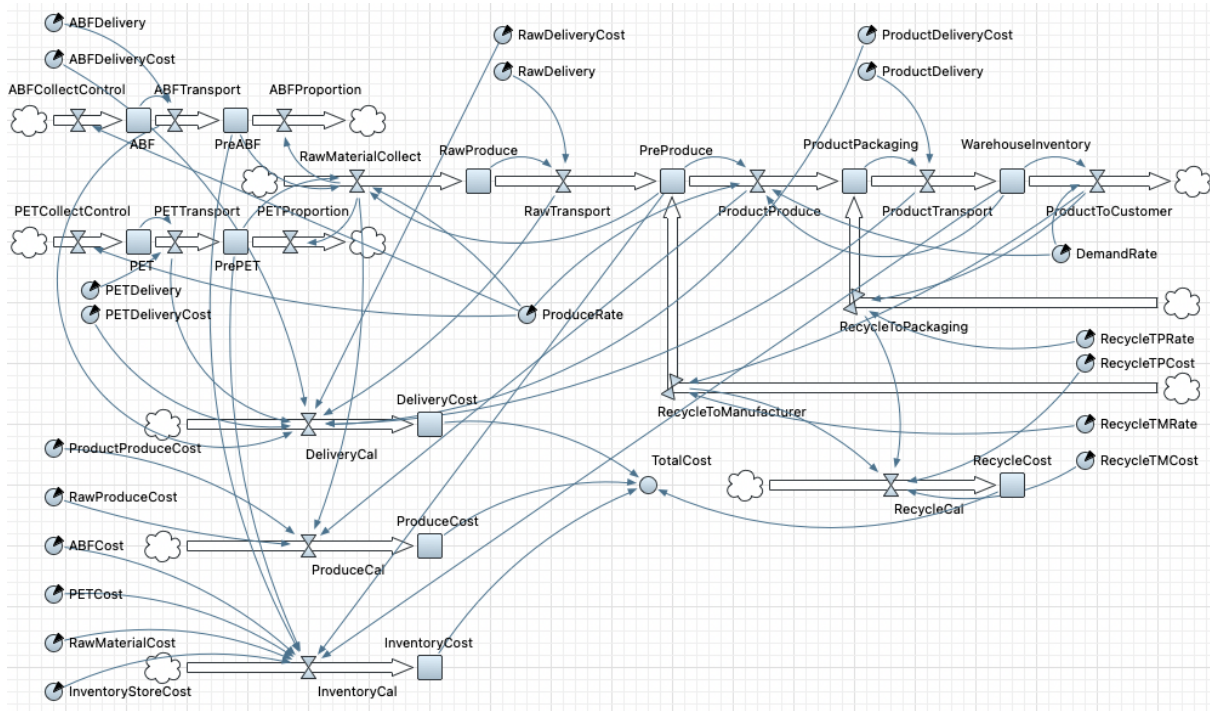 ABFDelivery
RawDeliveryCost
ProductDeliveryCost
ABFDeliveryCost
RawDelivery
ProductDelivery
ABFCollectControl
ABFTransport
ABFProportion
ABF
PreABF
RawMaterialCollect
RawProduce
PreProduce
ProductPackaging
WarehouseInventory
PETCollectControl
PETTransport
PETProportion
RawTransport
ProductProduce
ProductTransport
ProductToCustomer
PET
PrePET
DemandRate
PETDelivery
PETDeliveryCost
ProduceRate
RecycleToPackaging
RecycleTPRate
RecycleTPCost
DeliveryCost
RecycleToManufacturer
RecycleTMRate
ProductProduceCost
DeliveryCal
TotalCost
RecycleCost
RecycleTMCost
RawProduceCost
RecycleCal
ProduceCost
ABFCost
ProduceCal
PETCost
RawMaterialCost
InventoryCost
InventoryStoreCost
InventoryCal